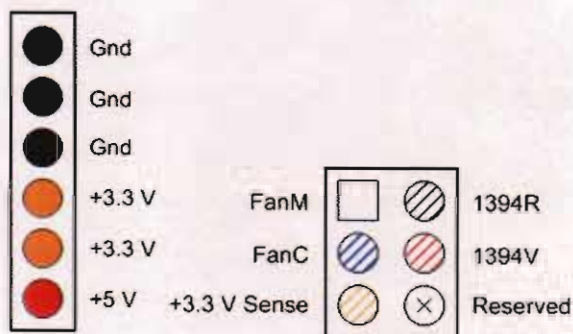 Gnd
Gnd
Gnd
+3.3 V
+3.3 V
+5 V
FanM
1394R
FanC
1394V
+3.3 V Sense
Reserved